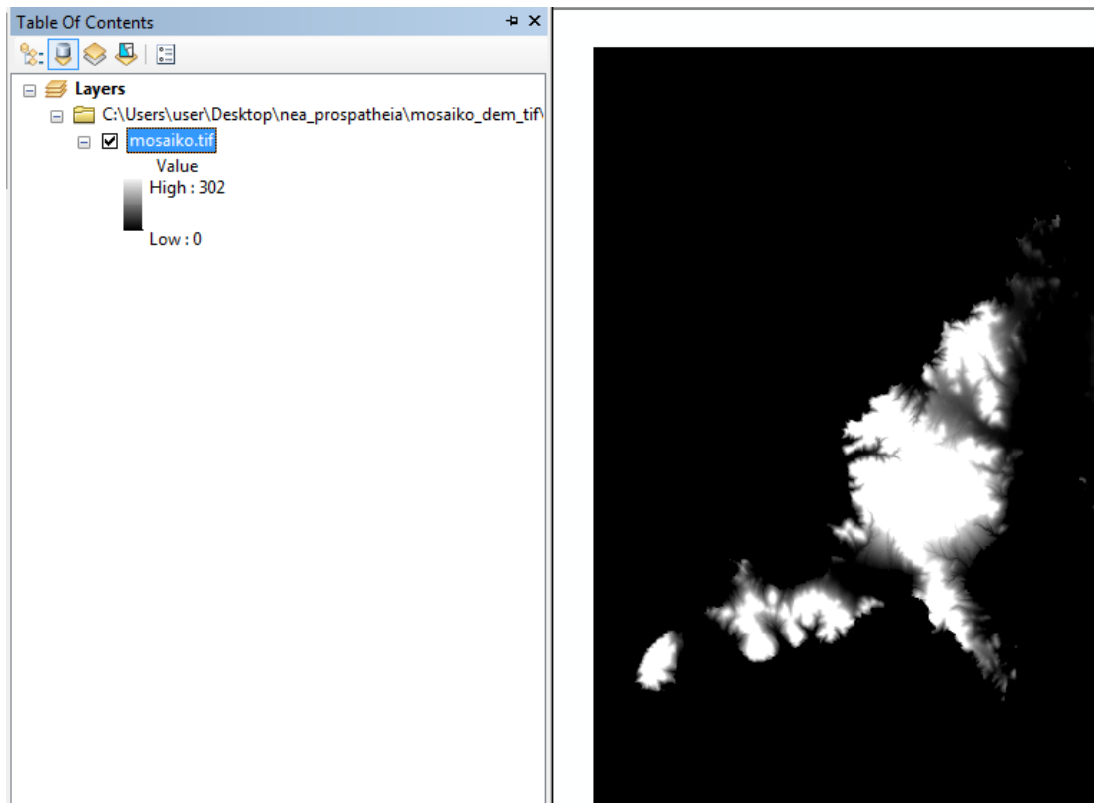 Table Of Contents
Layers
C:\Users\user\Desktop\nea_prospatheia\mosaiko_dem_tif\
mosaiko.tif
Value
High : 302
Low : 0